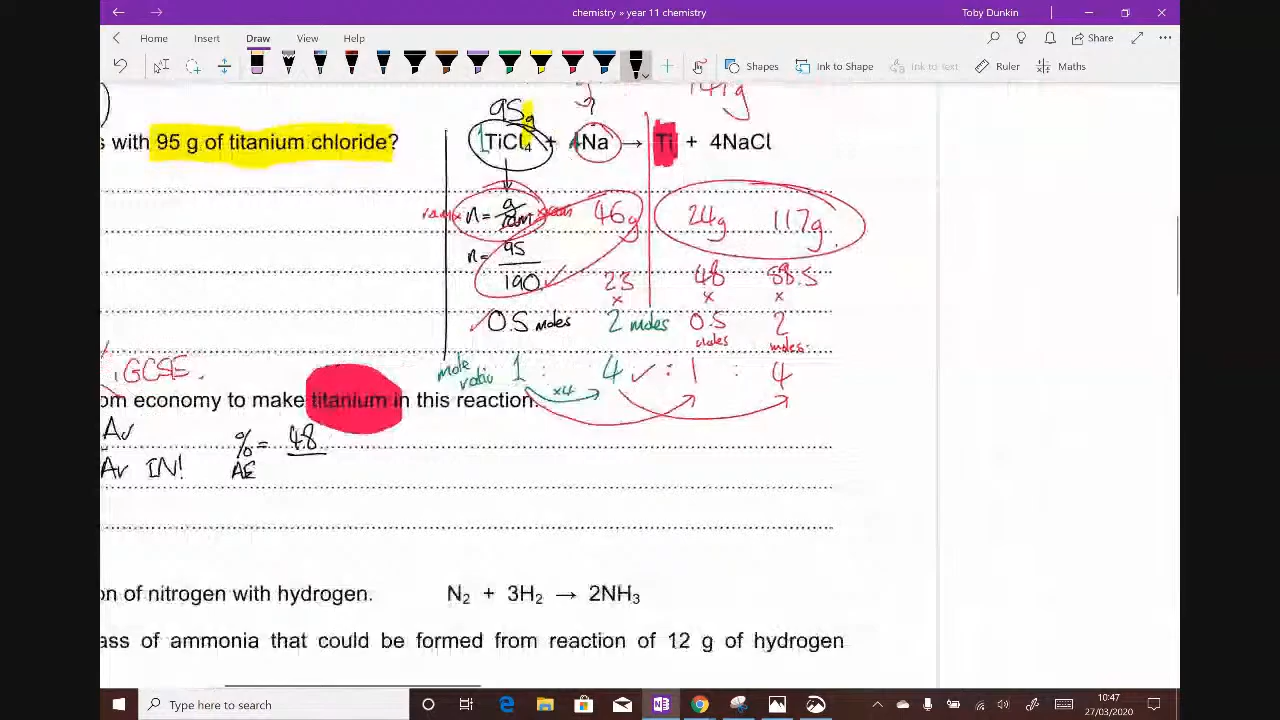 chemistry » year 11 chemistry
Toby Dunkin
Home Insert Draw View Help
Share
Shapes Ink to Shape Ink to Text Ruler Maths
95g
141g
s with 95 g of titanium chloride?
1TiCl4 + 4Na → Ti + 4NaCl
n = g
46g 24g 117g
n = 95
190 23 48 88.5
x x x
0.5 moles 2 moles 0.5 2
moles moles
mole ratio 1 : 4 : 1 : 4
x4
iGCSE.
om economy to make titanium in this reaction.
Ar
% = 48
Ar IN! AE
on of nitrogen with hydrogen. N2 + 3H2 → 2NH3
ass of ammonia that could be formed from reaction of 12 g of hydrogen
Type here to search
10:47
27/03/2020